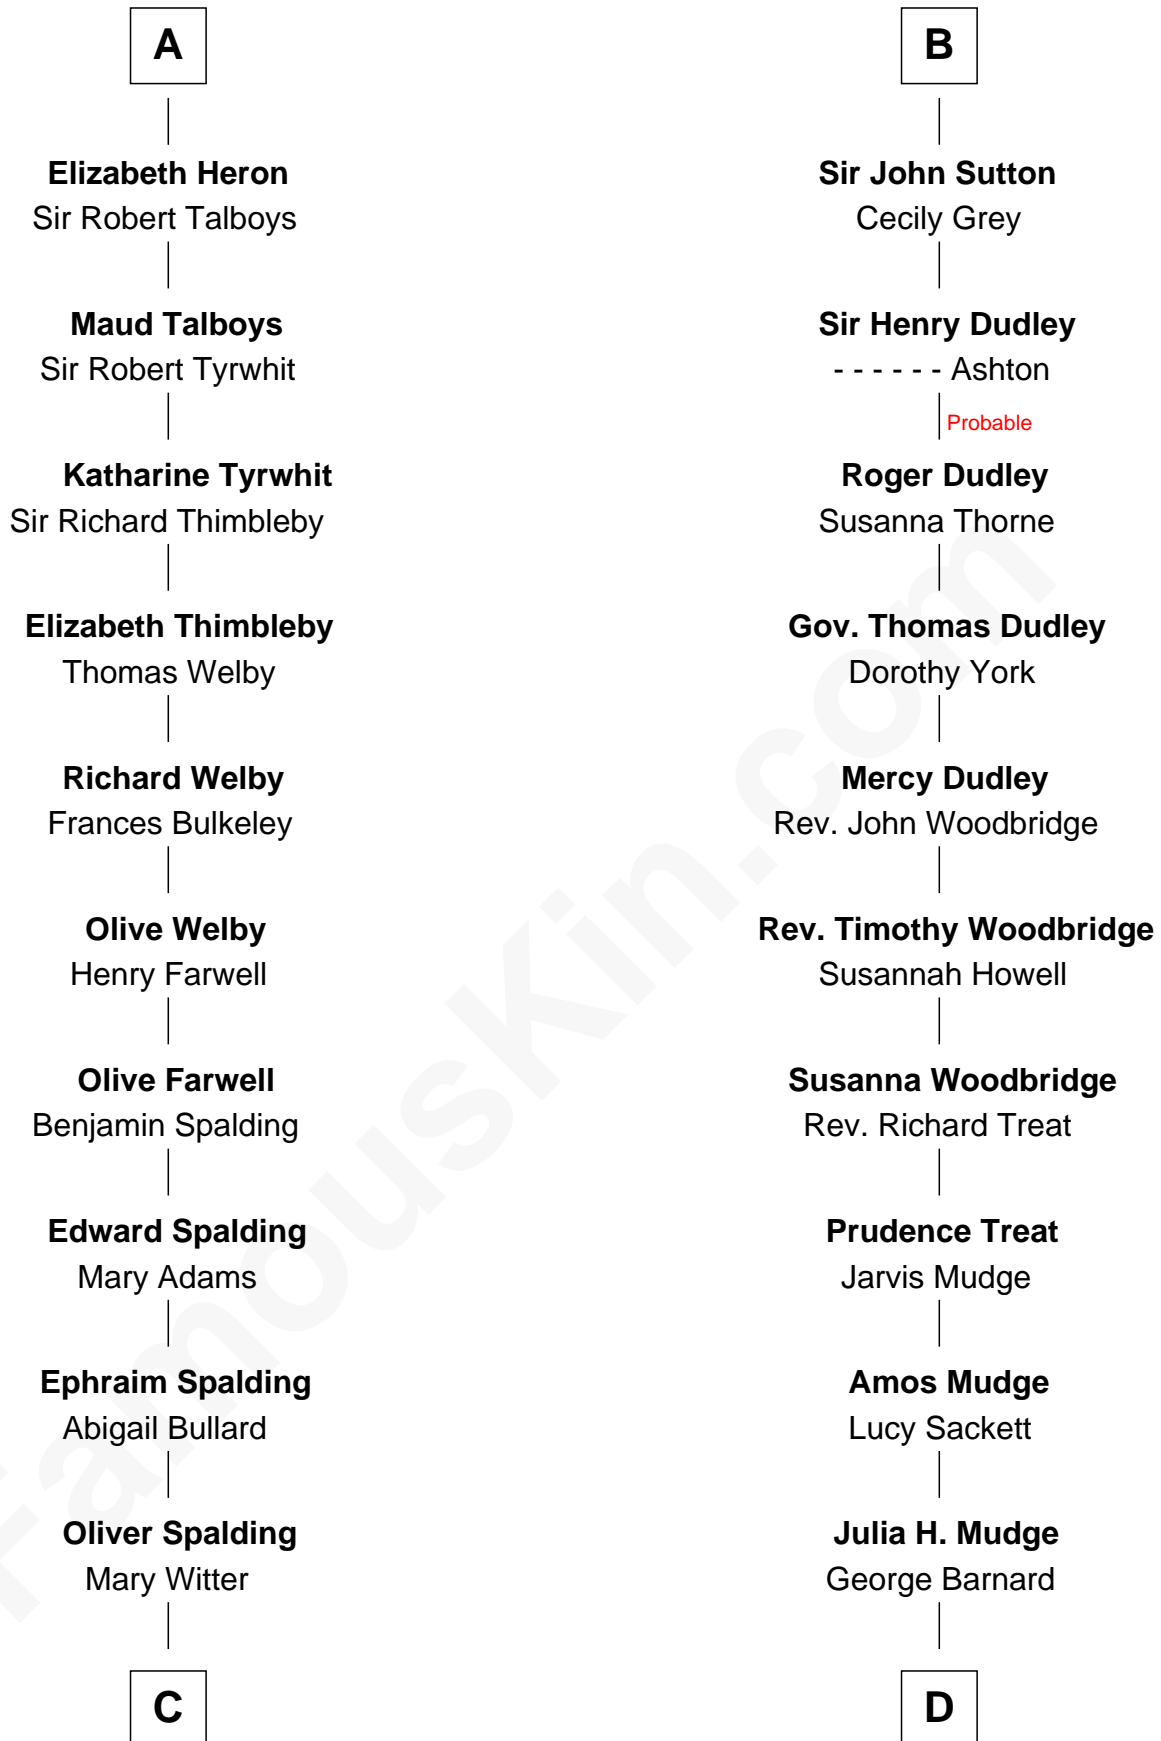 A
Elizabeth Heron
Sir Robert Talboys
Maud Talboys
Sir Robert Tyrwhit
Katharine Tyrwhit
Sir Richard Thimbleby
Elizabeth Thimbleby
Thomas Welby
Richard Welby
Frances Bulkeley
Olive Welby
Henry Farwell
Olive Farwell
Benjamin Spalding
Edward Spalding
Mary Adams
Ephraim Spalding
Abigail Bullard
Oliver Spalding
Mary Witter
C
B
Sir John Sutton
Cecily Grey
Sir Henry Dudley
- - - - - - Ashton
Probable
Roger Dudley
Susanna Thorne
Gov. Thomas Dudley
Dorothy York
Mercy Dudley
Rev. John Woodbridge
Rev. Timothy Woodbridge
Susannah Howell
Susanna Woodbridge
Rev. Richard Treat
Prudence Treat
Jarvis Mudge
Amos Mudge
Lucy Sackett
Julia H. Mudge
George Barnard
D
FamousKin.com